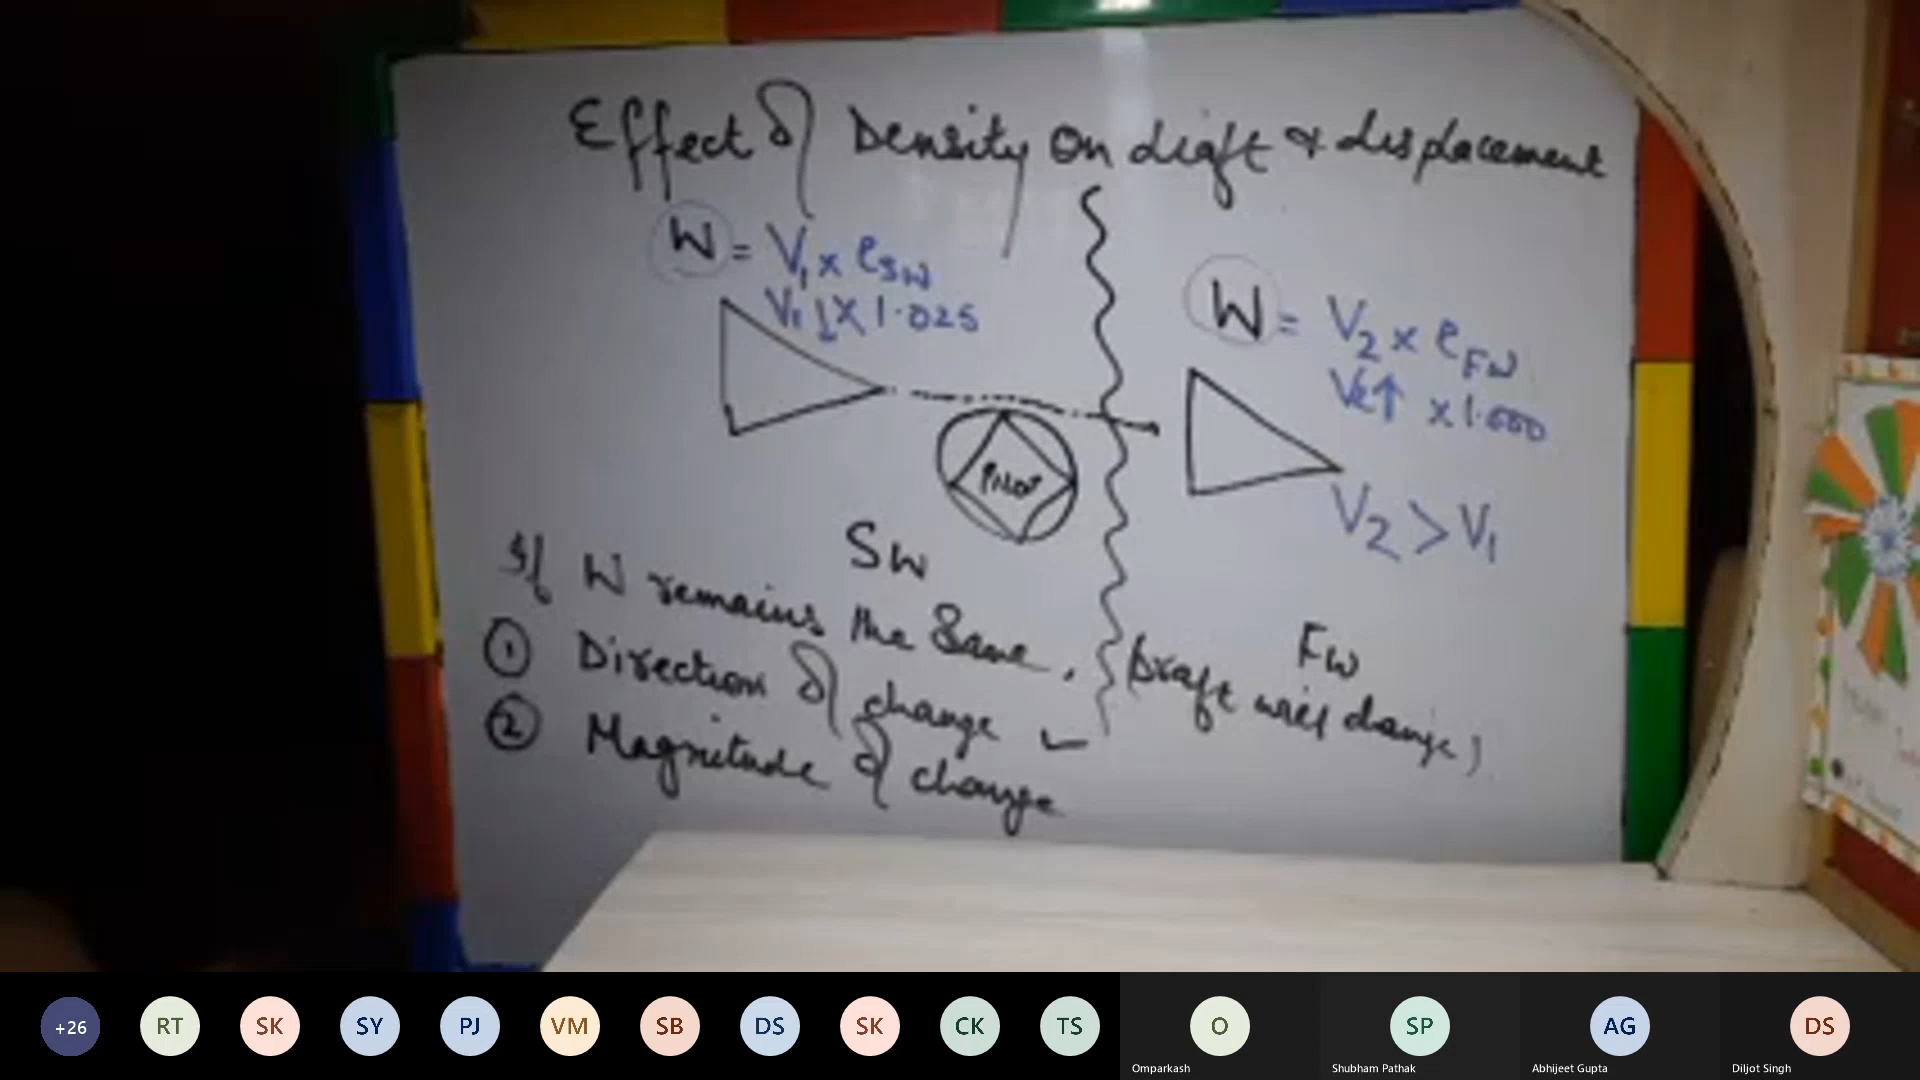 Effect of Density On draft & displacement
W = V₁ × ρSW
V₁↓ × 1.025
W = V₂ × ρFW
V₂↑ × 1.000
V₂ > V₁
PILOT
SW
FW
If W remains the Same, (Draft will change)
① Direction of change ✓
② Magnitude of change
+26
RT
SK
SY
PJ
VM
SB
DS
SK
CK
TS
O
SP
AG
DS
Omparkash
Shubham Pathak
Abhijeet Gupta
Diljot Singh